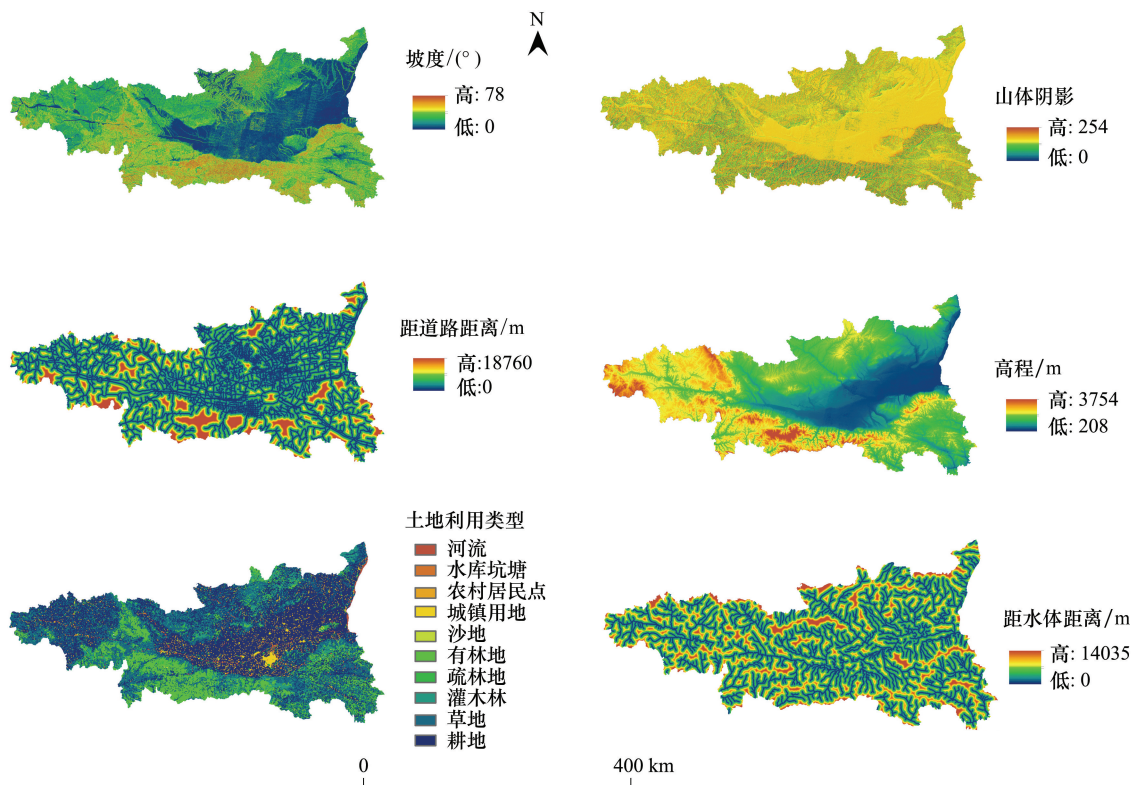 N
坡度/(°)
高: 78
低: 0
山体阴影
高: 254
低: 0
距道路距离/m
高:18760
低:0
高程/m
高: 3754
低: 208
土地利用类型
河流
水库坑塘
农村居民点
城镇用地
沙地
有林地
疏林地
灌木林
草地
耕地
距水体距离/m
高: 14035
低: 0
0
400 km